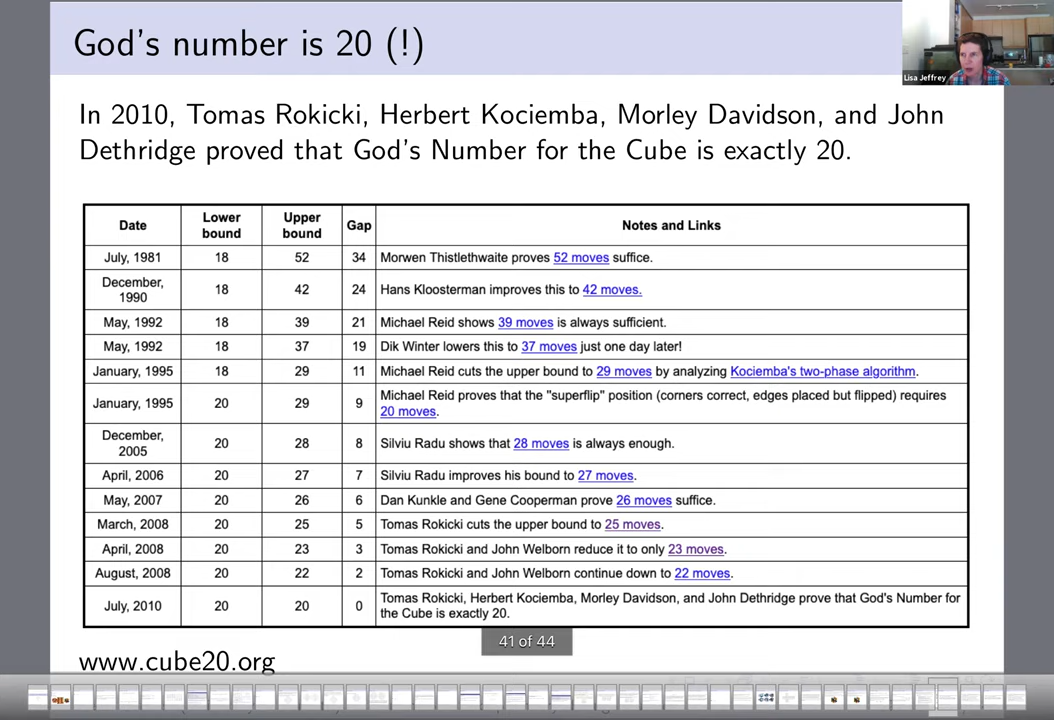 God's number is 20 (!)
Lisa Jeffrey
In 2010, Tomas Rokicki, Herbert Kociemba, Morley Davidson, and John
Dethridge proved that God's Number for the Cube is exactly 20.
Date Lower bound Upper bound Gap Notes and Links
July, 1981 18 52 34 Morwen Thistlethwaite proves 52 moves suffice.
December, 1990 18 42 24 Hans Kloosterman improves this to 42 moves.
May, 1992 18 39 21 Michael Reid shows 39 moves is always sufficient.
May, 1992 18 37 19 Dik Winter lowers this to 37 moves just one day later!
January, 1995 18 29 11 Michael Reid cuts the upper bound to 29 moves by analyzing Kociemba's two-phase algorithm.
January, 1995 20 29 9 Michael Reid proves that the "superflip" position (corners correct, edges placed but flipped) requires
20 moves.
December, 2005 20 28 8 Silviu Radu shows that 28 moves is always enough.
April, 2006 20 27 7 Silviu Radu improves his bound to 27 moves.
May, 2007 20 26 6 Dan Kunkle and Gene Cooperman prove 26 moves suffice.
March, 2008 20 25 5 Tomas Rokicki cuts the upper bound to 25 moves.
April, 2008 20 23 3 Tomas Rokicki and John Welborn reduce it to only 23 moves.
August, 2008 20 22 2 Tomas Rokicki and John Welborn continue down to 22 moves.
July, 2010 20 20 0 Tomas Rokicki, Herbert Kociemba, Morley Davidson, and John Dethridge prove that God's Number for
the Cube is exactly 20.
41 of 44
www.cube20.org